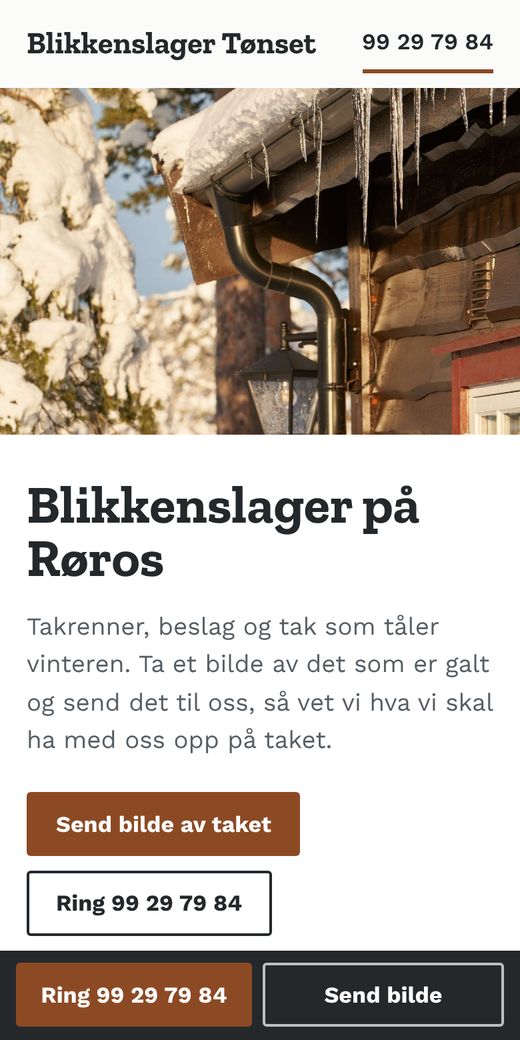 Blikkenslager Tønset
99 29 79 84
Blikkenslager på
Røros
Takrenner, beslag og tak som tåler
vinteren. Ta et bilde av det som er galt
og send det til oss, så vet vi hva vi skal
ha med oss opp på taket.
Send bilde av taket
Ring 99 29 79 84
Ring 99 29 79 84
Send bilde